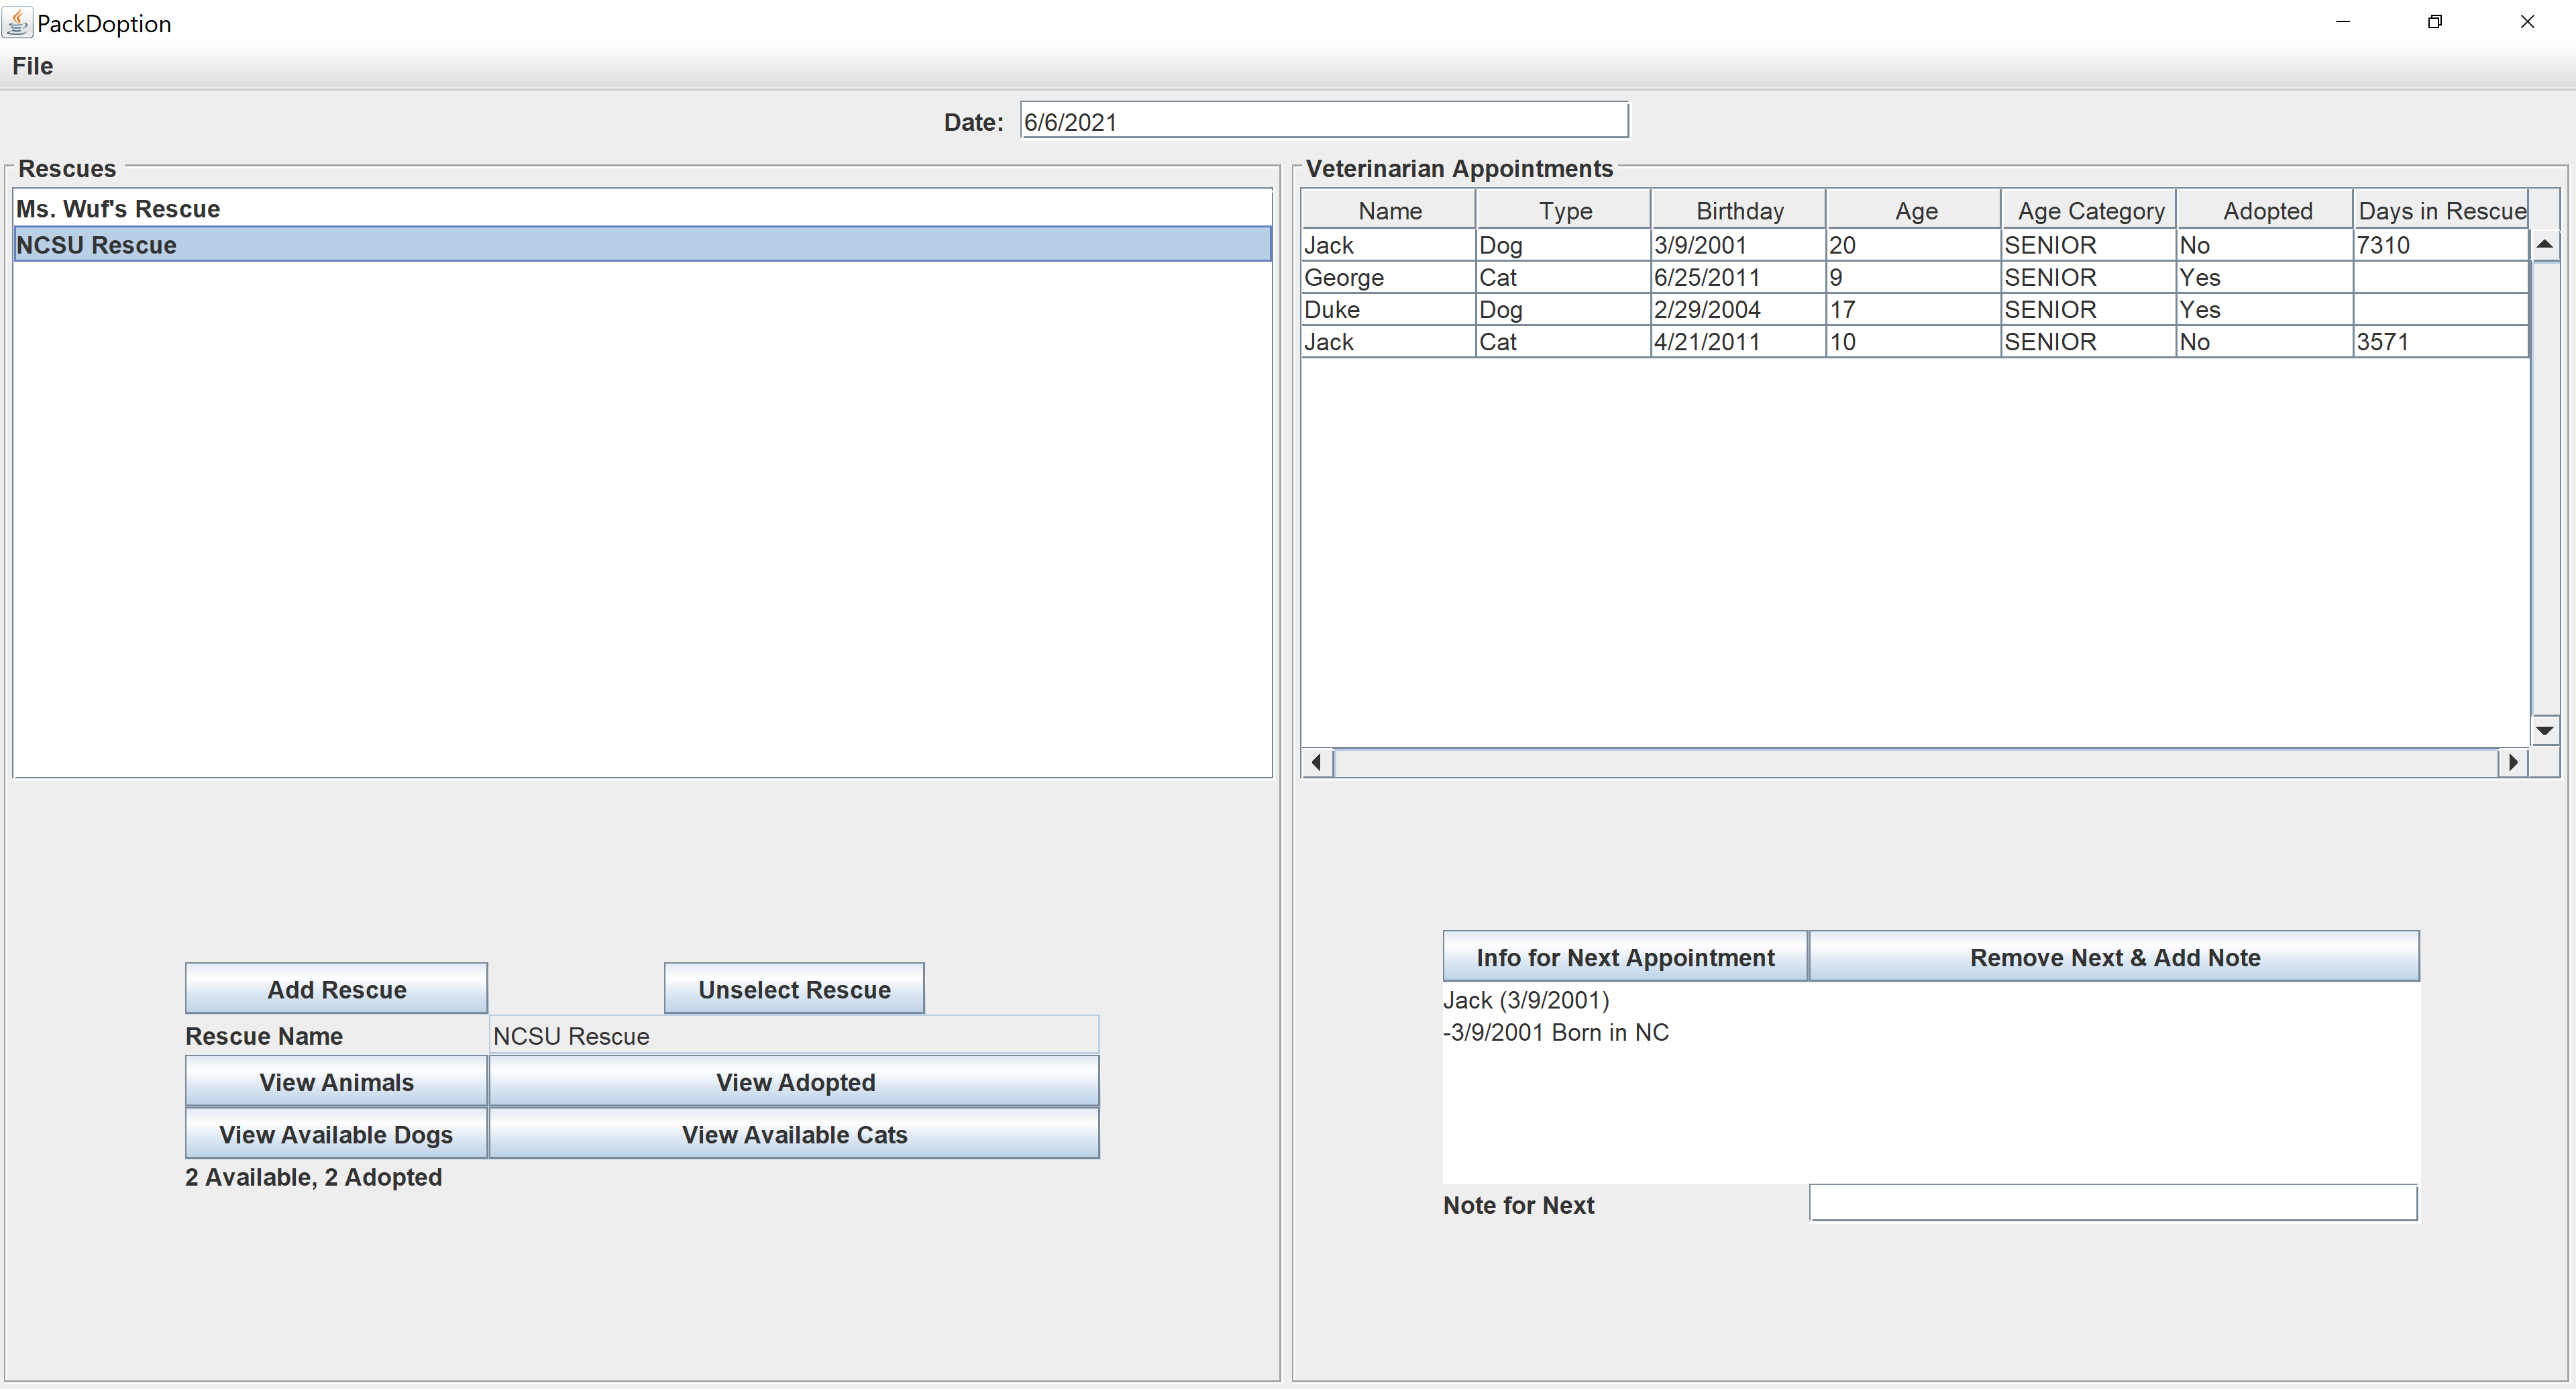 PackDoption
File
Date: 6/6/2021
Rescues
Ms. Wuf's Rescue
NCSU Rescue
Add Rescue Unselect Rescue
Rescue Name NCSU Rescue
View Animals View Adopted
View Available Dogs View Available Cats
2 Available, 2 Adopted
Veterinarian Appointments
Name Type Birthday Age Age Category Adopted Days in Rescue
Jack Dog 3/9/2001 20 SENIOR No 7310
George Cat 6/25/2011 9 SENIOR Yes
Duke Dog 2/29/2004 17 SENIOR Yes
Jack Cat 4/21/2011 10 SENIOR No 3571
Info for Next Appointment Remove Next & Add Note
Jack (3/9/2001)
-3/9/2001 Born in NC
Note for Next